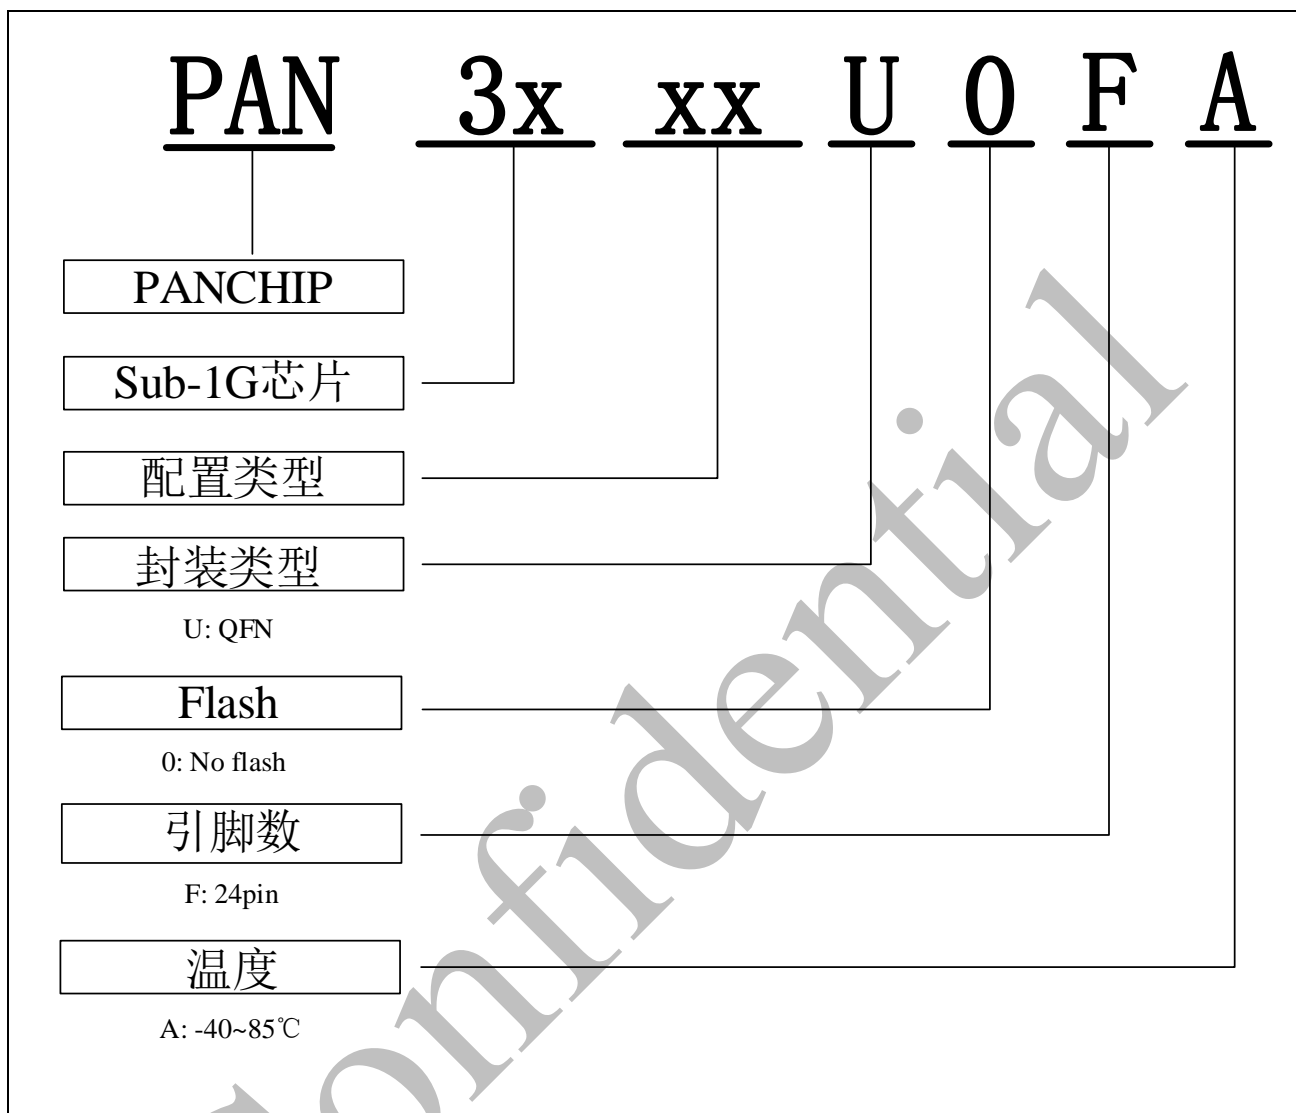 PAN 3x xx U 0 F A
PANCHIP
Sub-1G芯片
配置类型
封装类型
U: QFN
Flash
0: No flash
引脚数
F: 24pin
温度
A: -40~85℃
Confidential